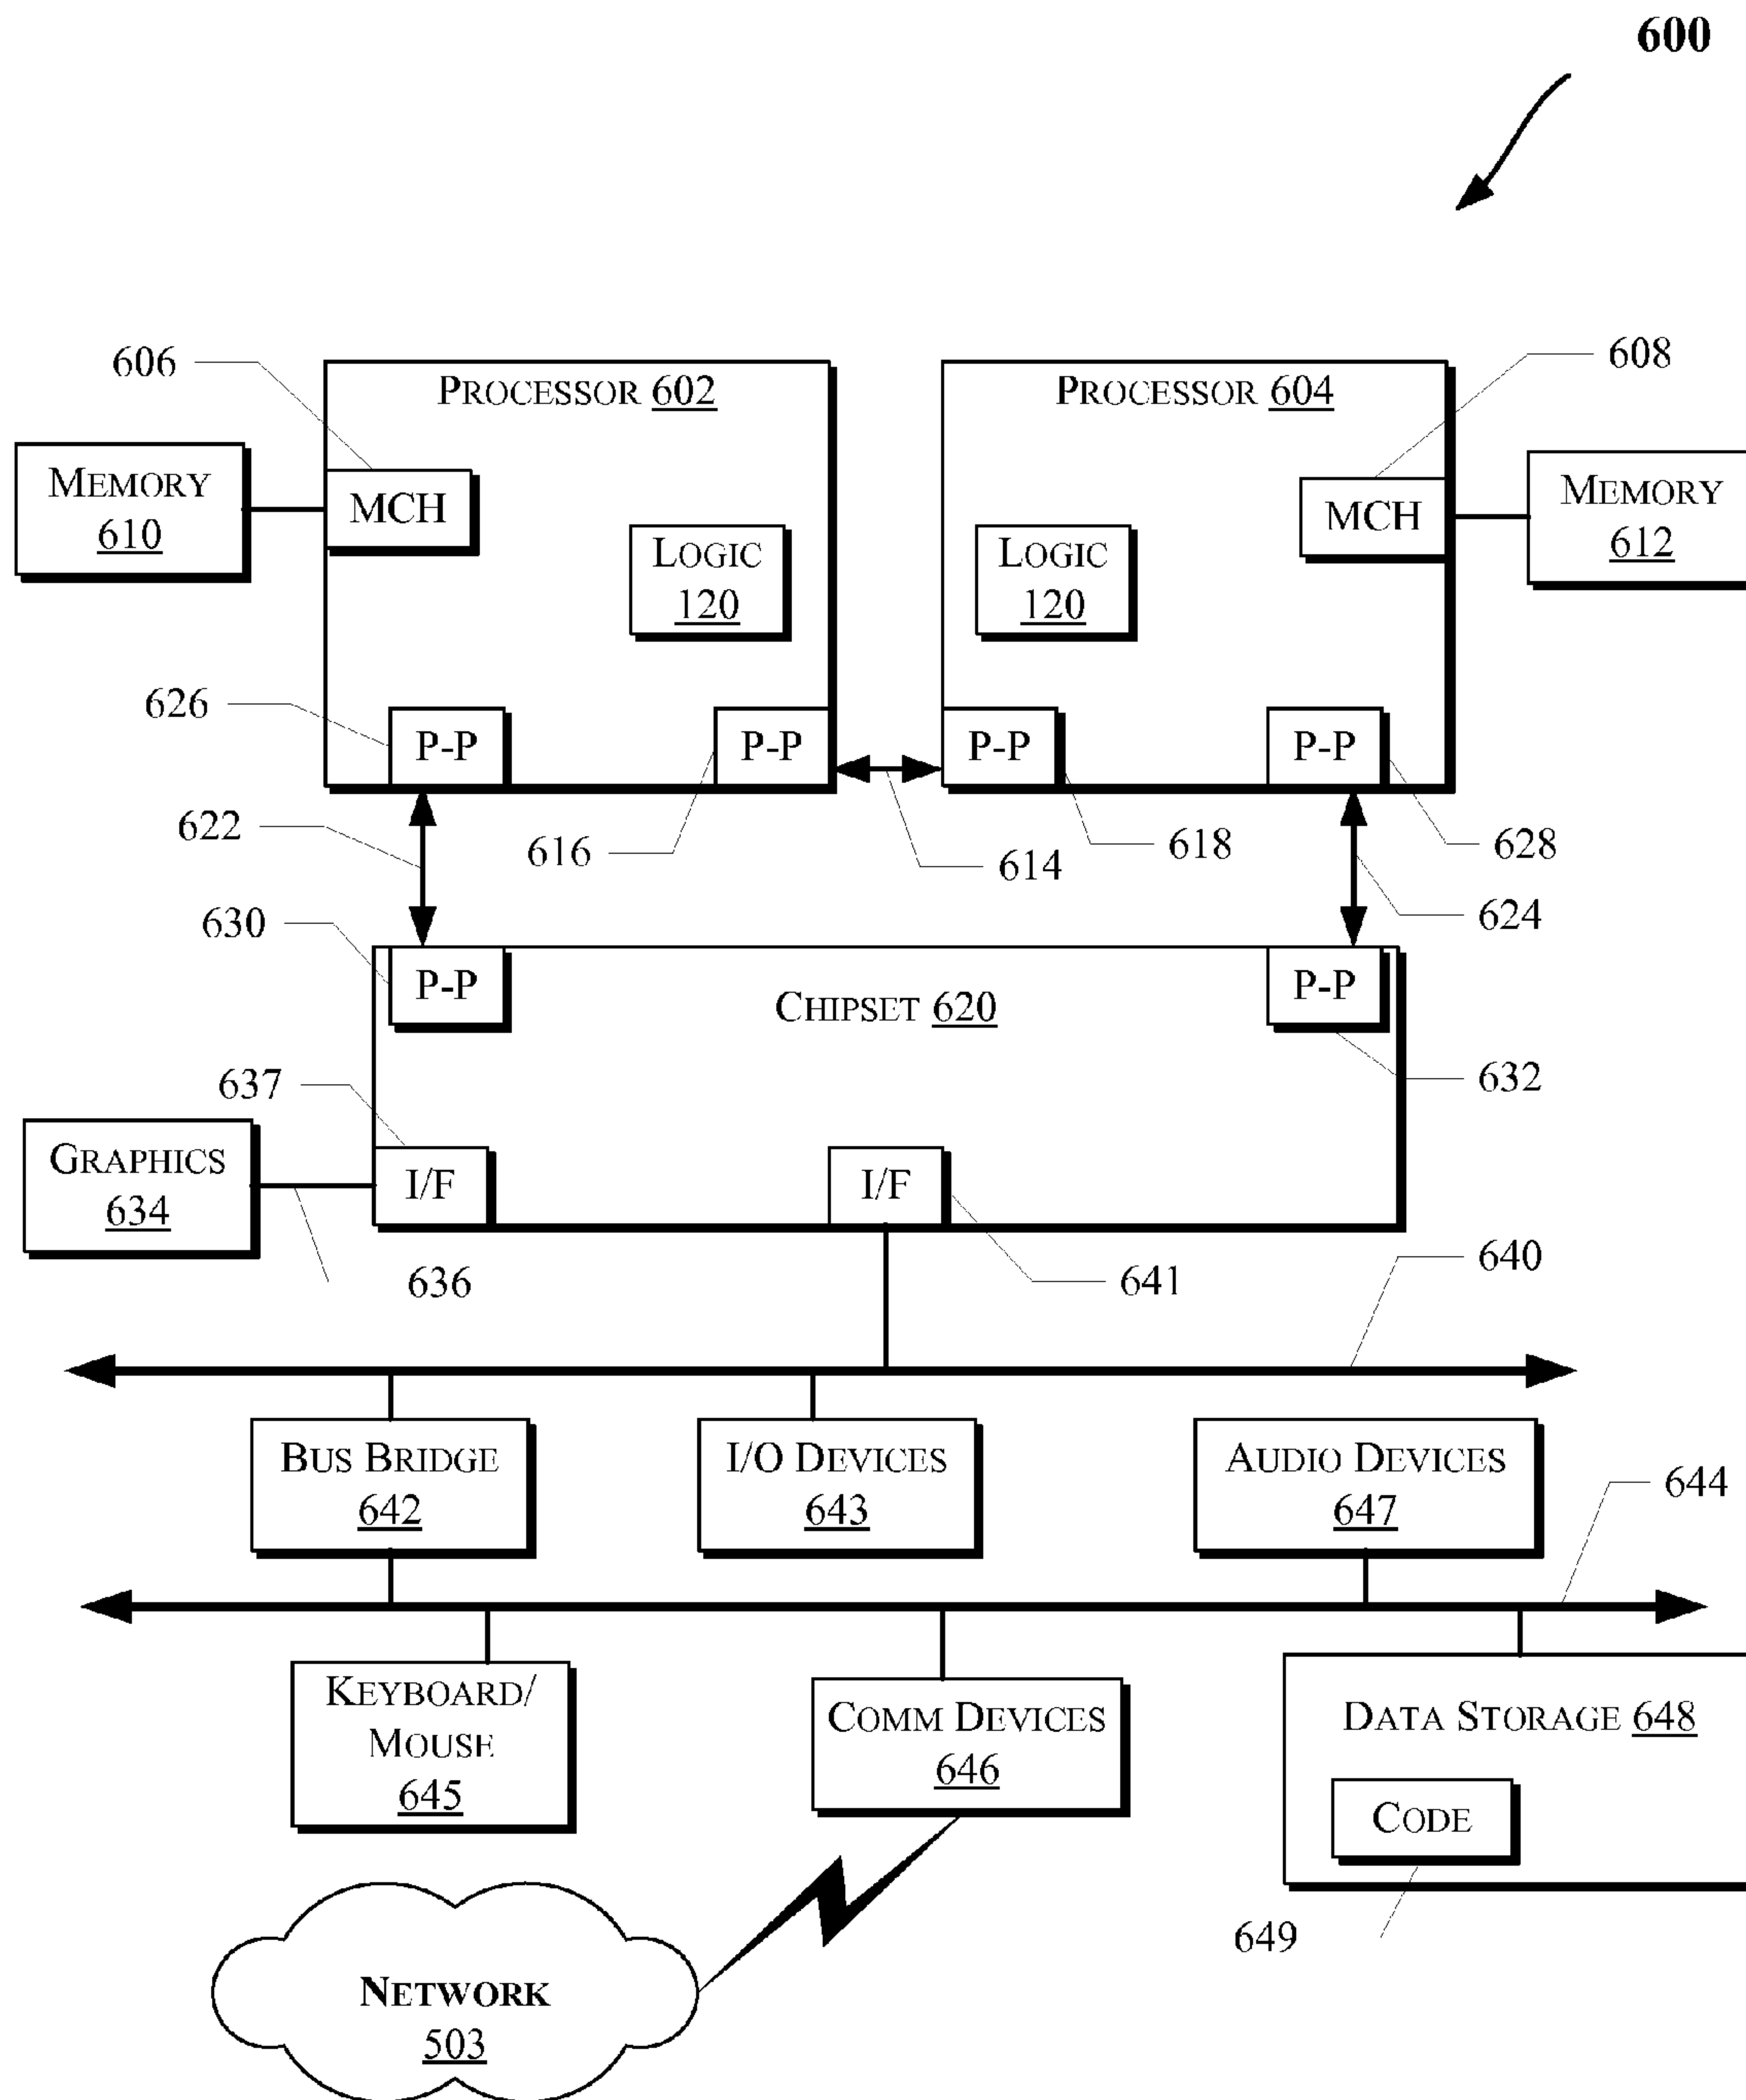 600
606
PROCESSOR 602
PROCESSOR 604
608
MEMORY
610
MCH
MCH
MEMORY
612
LOGIC
120
LOGIC
120
626
P-P
P-P
P-P
P-P
622
616
614
618
628
630
624
P-P
CHIPSET 620
P-P
637
632
GRAPHICS
634
I/F
I/F
636
641
640
BUS BRIDGE
642
I/O DEVICES
643
AUDIO DEVICES
647
644
KEYBOARD/
MOUSE
645
COMM DEVICES
646
DATA STORAGE 648
CODE
649
NETWORK
503